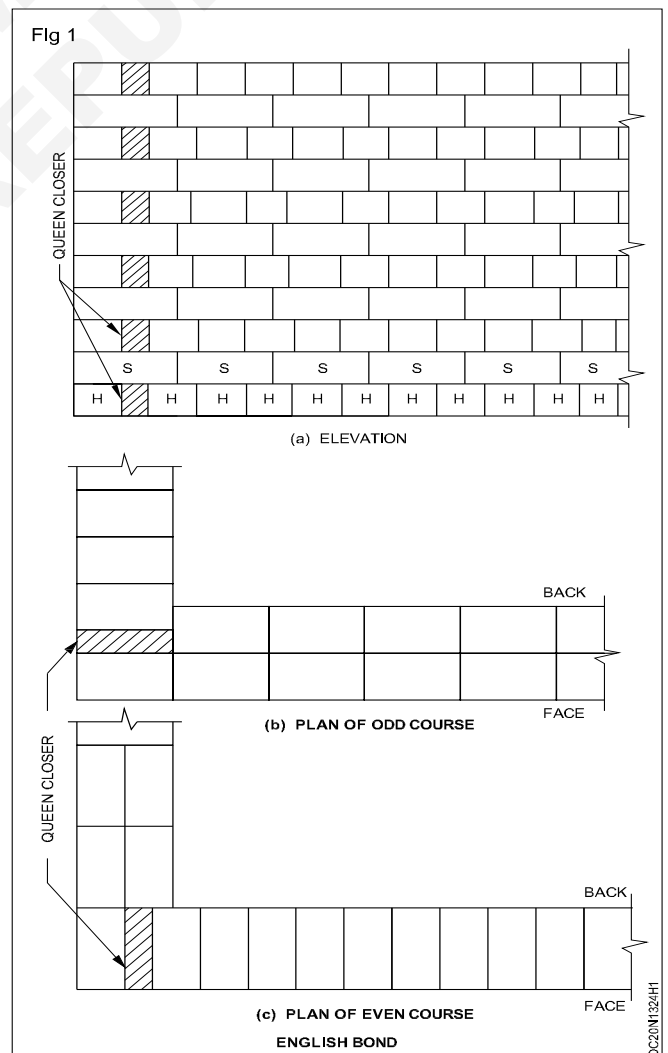 FIg 1
QUEEN CLOSER
S S S S S S
H H H H H H H H H H
(a) ELEVATION
BACK
FACE
(b) PLAN OF ODD COURSE
QUEEN CLOSER
BACK
FACE
(c) PLAN OF EVEN COURSE
ENGLISH BOND